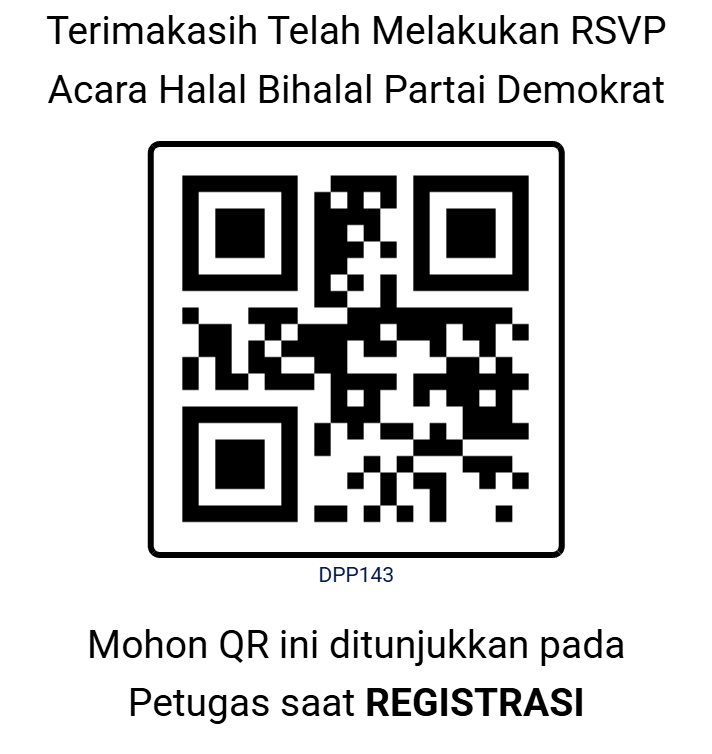 Terimakasih Telah Melakukan RSVP
Acara Halal Bihalal Partai Demokrat
DPP143
Mohon QR ini ditunjukkan pada
Petugas saat REGISTRASI